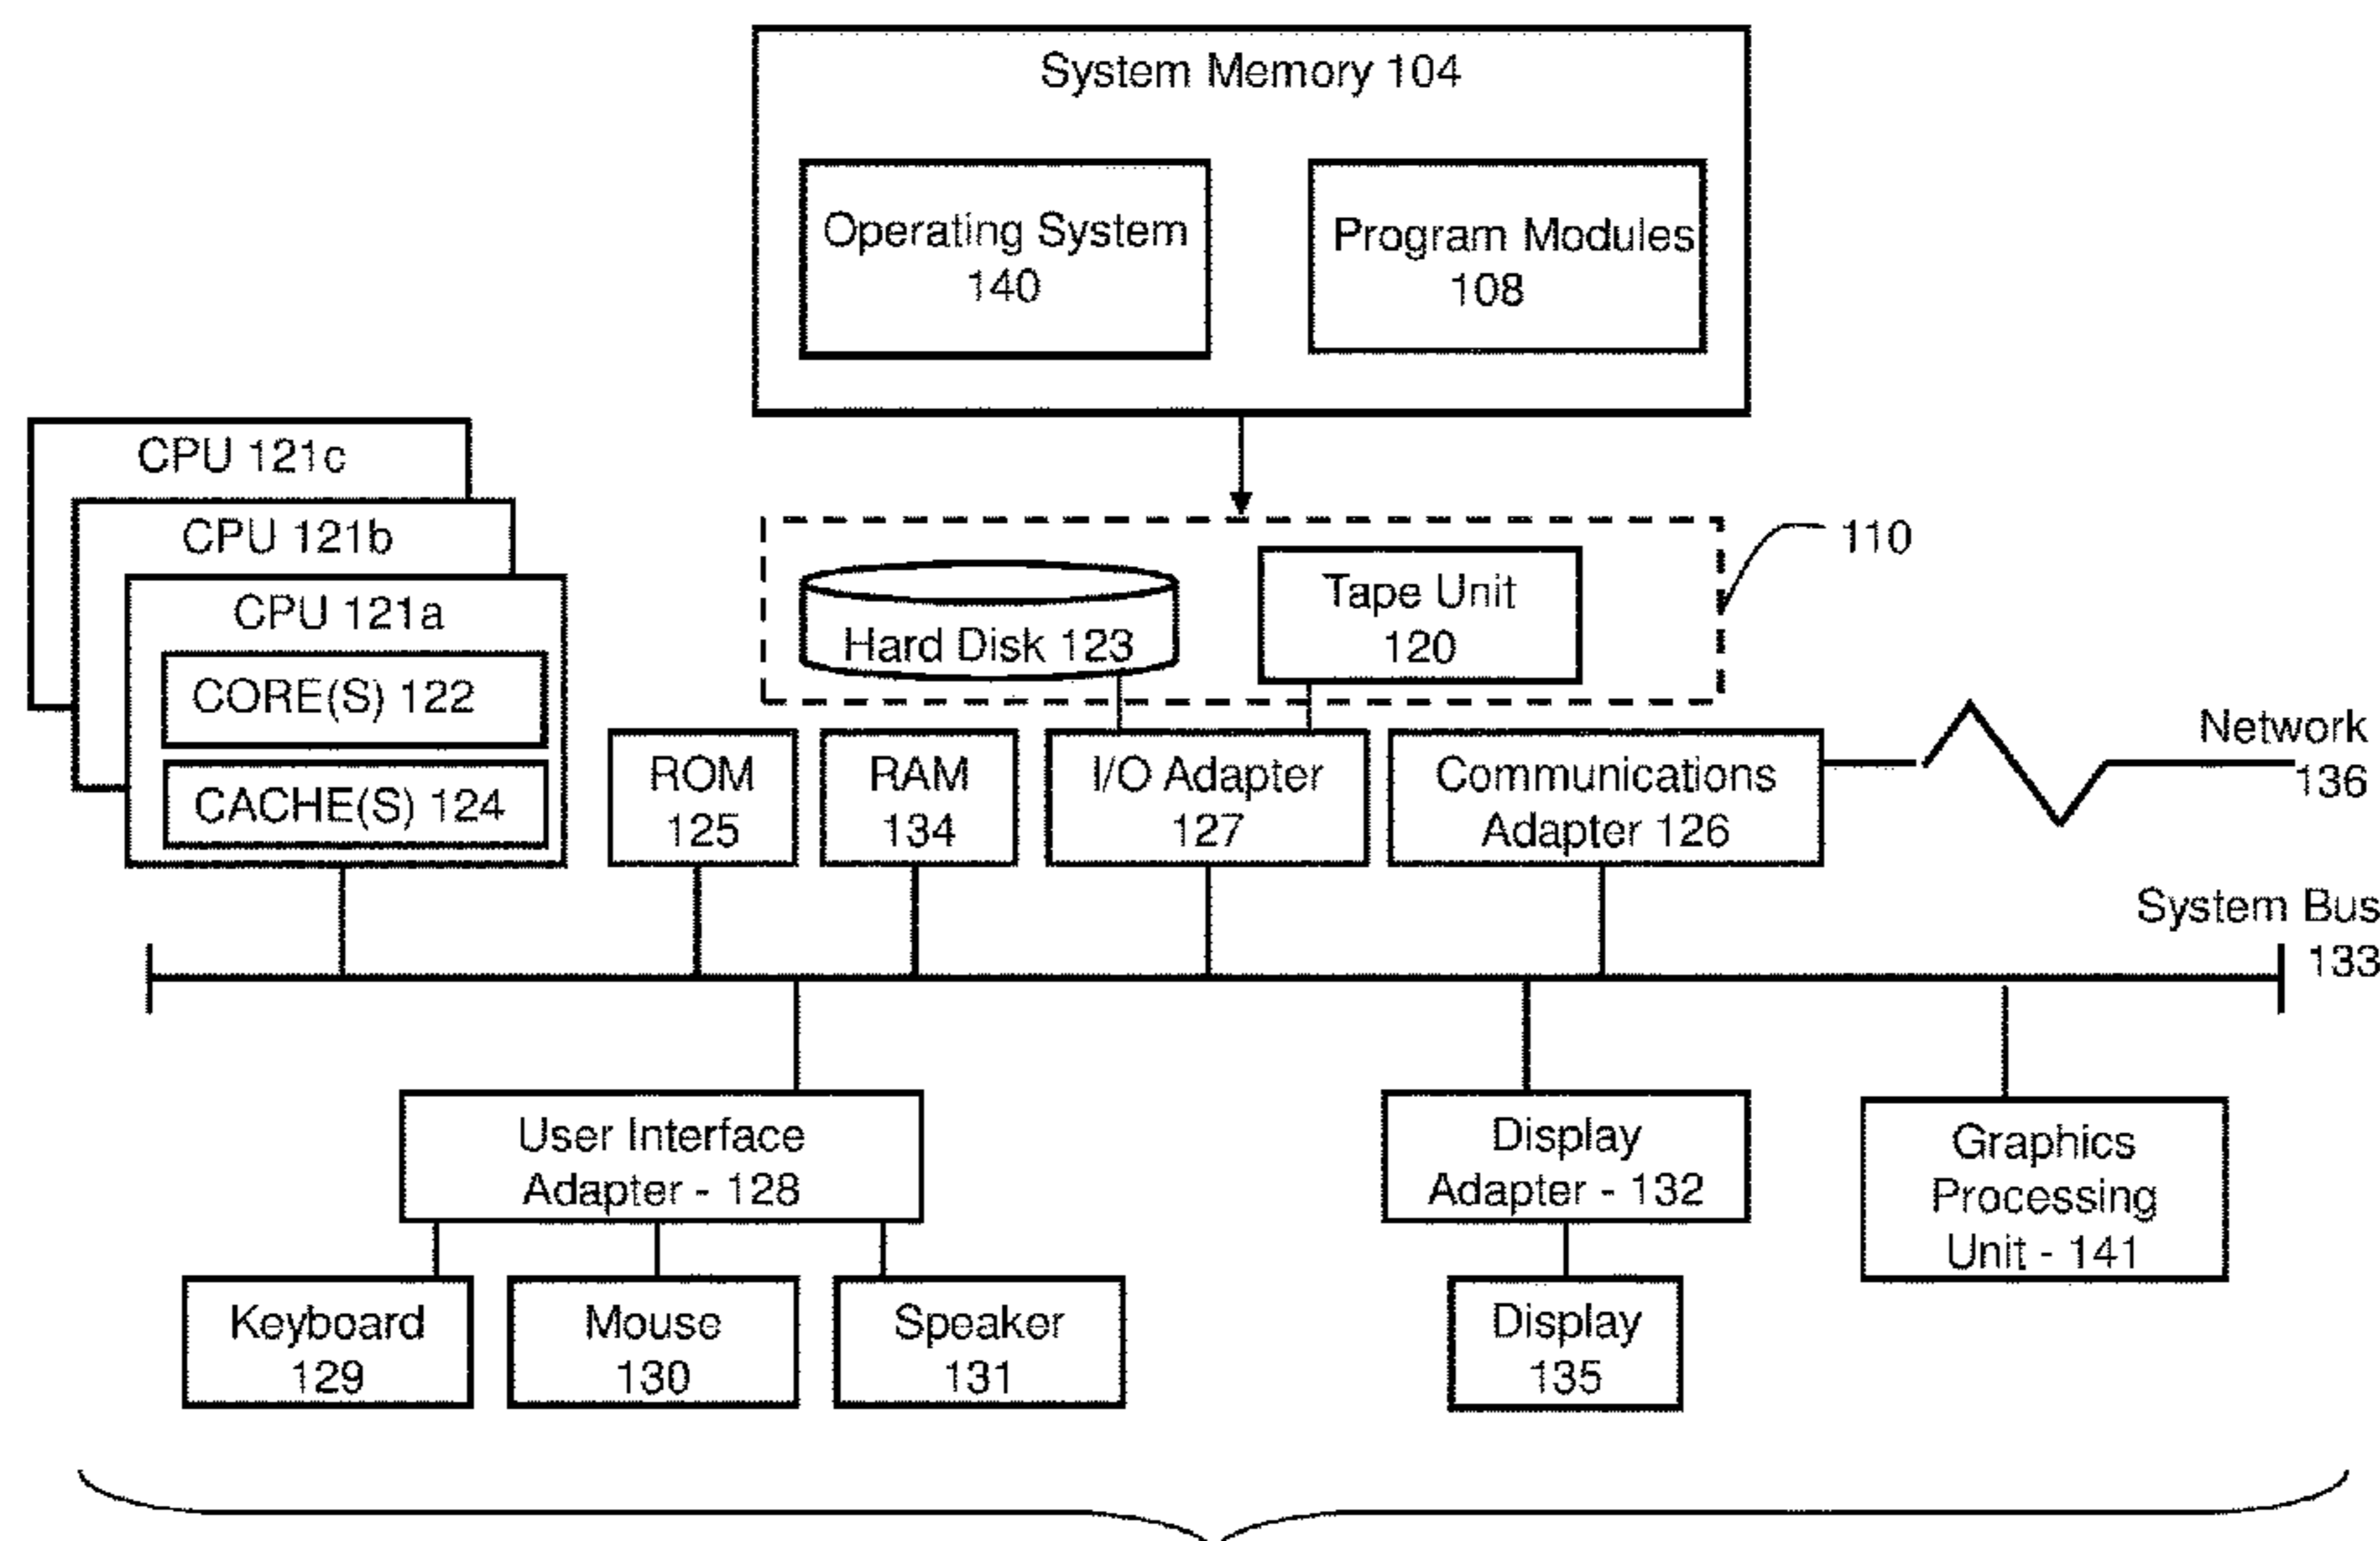 System Memory 104
Operating System
140
Program Modules
108
CPU 121c
CPU 121b
CPU 121a
CORE(S) 122
CACHE(S) 124
110
Hard Disk 123
Tape Unit
120
ROM
125
RAM
134
I/O Adapter
127
Communications
Adapter 126
Network
136
System Bus
133
User Interface
Adapter - 128
Display
Adapter - 132
Graphics
Processing
Unit - 141
Keyboard
129
Mouse
130
Speaker
131
Display
135